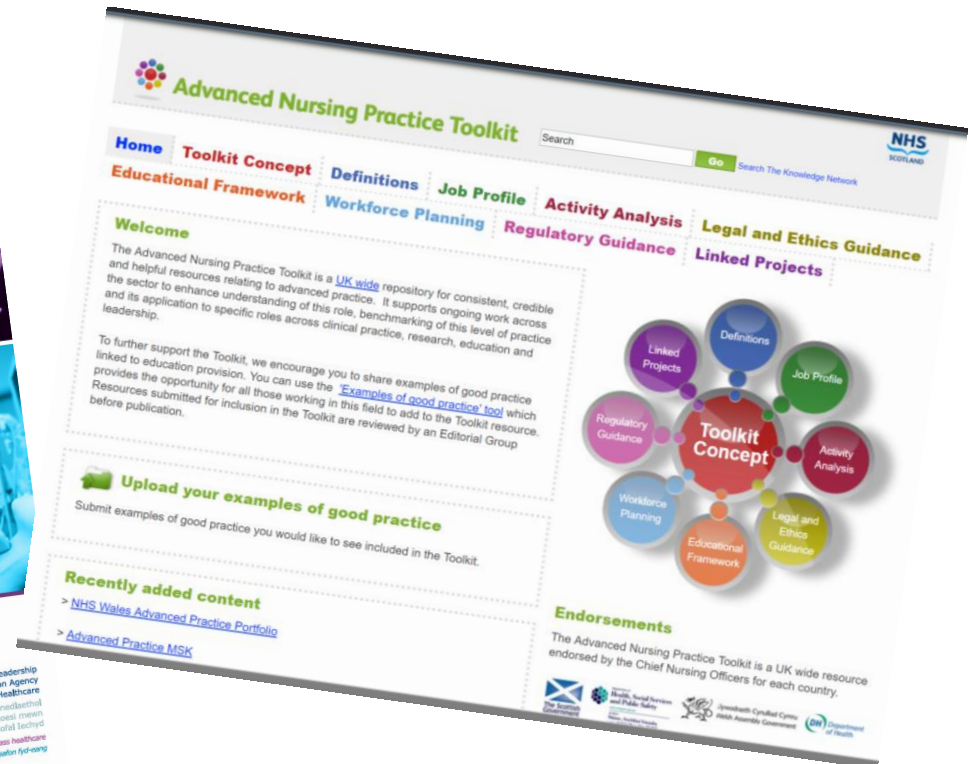 Advanced Nursing Practice Toolkit
Search
Go
Search The Knowledge Network
NHS
SCOTLAND
Home
Toolkit Concept
Definitions
Job Profile
Activity Analysis
Legal and Ethics Guidance
Educational Framework
Workforce Planning
Regulatory Guidance
Linked Projects
Welcome
The Advanced Nursing Practice Toolkit is a UK wide repository for consistent, credible
and helpful resources relating to advanced practice. It supports ongoing work across
the sector to enhance understanding of this role, benchmarking of this level of practice
and its application to specific roles across clinical practice, research, education and
leadership.
To further support the Toolkit, we encourage you to share examples of good practice
linked to education provision. You can use the 'Examples of good practice' tool which
provides the opportunity for all those working in this field to add to the Toolkit resource.
Resources submitted for inclusion in the Toolkit are reviewed by an Editorial Group
before publication.
Upload your examples of good practice
Submit examples of good practice you would like to see included in the Toolkit.
Recently added content
> NHS Wales Advanced Practice Portfolio
> Advanced Practice MSK
Definitions
Linked
Projects
Job Profile
Regulatory
Guidance
Toolkit
Concept
Activity
Analysis
Workforce
Planning
Legal and
Ethics
Guidance
Educational
Framework
Endorsements
The Advanced Nursing Practice Toolkit is a UK wide resource
endorsed by the Chief Nursing Officers for each country.
The Scottish
Government
Health, Social Services
and Public Safety
Llywodraeth Cynulliad Cymru
Welsh Assembly Government
DH Department
of Health
eadership
n Agency
Healthcare
nediaethol
oesi mewn
ofal Iechyd
ss healthcare
safon fyd-eang